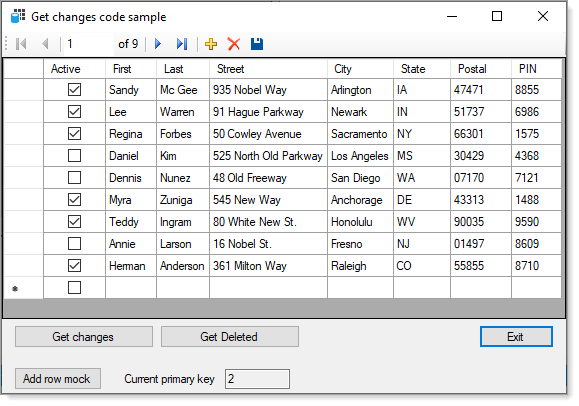 Get changes code sample
1 of 9
Active First Last Street City State Postal PIN
Sandy Mc Gee 935 Nobel Way Arlington IA 47471 8855
Lee Warren 91 Hague Parkway Newark IN 51737 6986
Regina Forbes 50 Cowley Avenue Sacramento NY 66301 1575
Daniel Kim 525 North Old Parkway Los Angeles MS 30429 4368
Dennis Nunez 48 Old Freeway San Diego WA 07170 7121
Myra Zuniga 545 New Way Anchorage DE 43313 1488
Teddy Ingram 80 White New St. Honolulu WV 90035 9590
Annie Larson 16 Nobel St. Fresno NJ 01497 8609
Herman Anderson 361 Milton Way Raleigh CO 55855 8710
Get changes Get Deleted Exit
Add row mock Current primary key 2